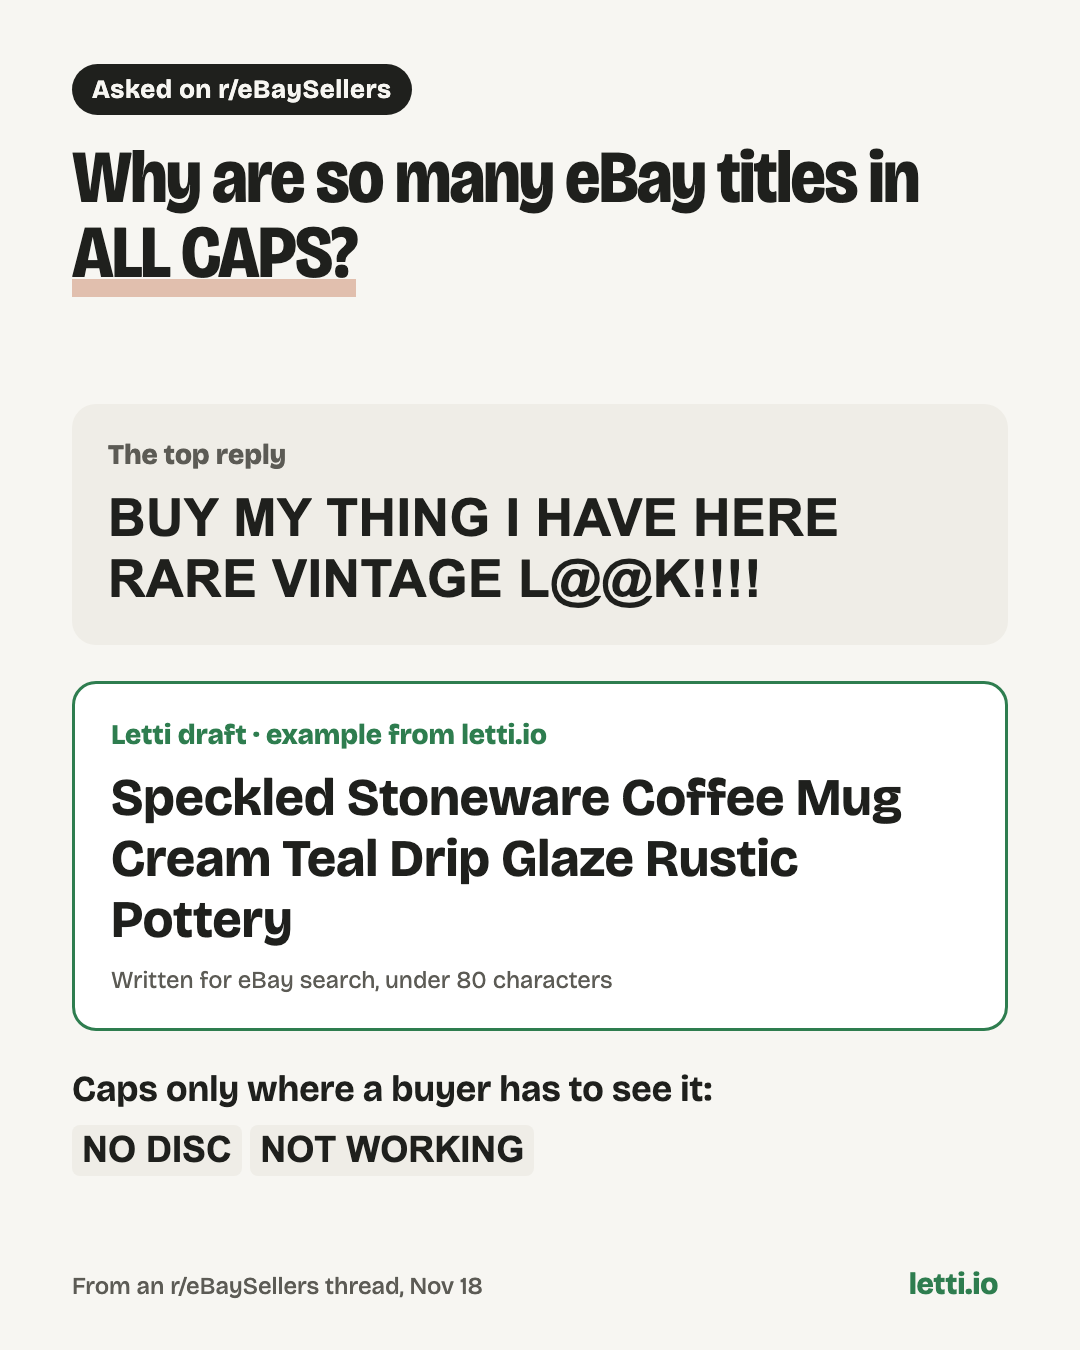 Asked on r/eBaySellers
Why are so many eBay titles in
ALL CAPS?
The top reply
BUY MY THING I HAVE HERE
RARE VINTAGE L@@K!!!!
Letti draft · example from letti.io
Speckled Stoneware Coffee Mug
Cream Teal Drip Glaze Rustic
Pottery
Written for eBay search, under 80 characters
Caps only where a buyer has to see it:
NO DISC NOT WORKING
From an r/eBaySellers thread, Nov 18
letti.io